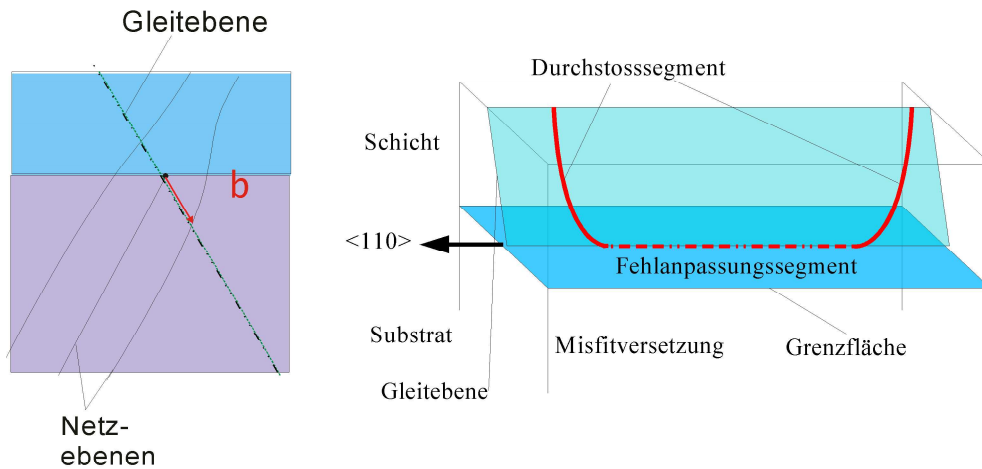 Gleitebene
b
Netz-
ebenen
Durchstosssegment
Schicht
<110>
Fehlanpassungssegment
Substrat
Misfitversetzung
Grenzfläche
Gleitebene